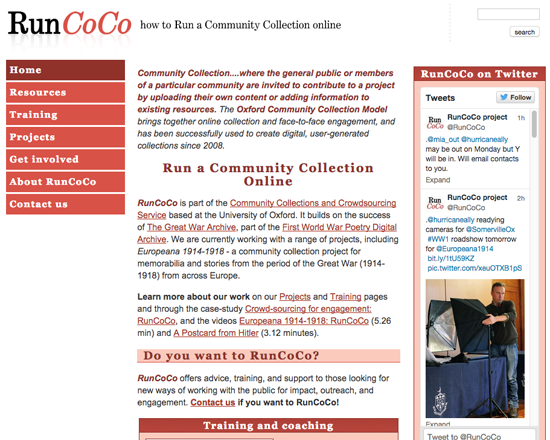 RunCoCo how to Run a Community Collection online
search
Home
Resources
Training
Projects
Get involved
About RunCoCo
Contact us
Community Collection....where the general public or members
of a particular community are invited to contribute to a project
by uploading their own content or adding information to
existing resources. The Oxford Community Collection Model
brings together online collection and face-to-face engagement, and
has been successfully used to create digital, user-generated
collections since 2008.
Run a Community Collection
Online
RunCoCo is part of the Community Collections and Crowdsourcing
Service based at the University of Oxford. It builds on the success
of The Great War Archive, part of the First World War Poetry Digital
Archive. We are currently working with a range of projects, including
Europeana 1914-1918 - a community collection project for
memorabilia and stories from the period of the Great War (1914-
1918) from across Europe.
Learn more about our work on our Projects and Training pages
and through the case-study Crowd-sourcing for engagement:
RunCoCo, and the videos Europeana 1914-1918: RunCoCo (5.26
min) and A Postcard from Hitler (3.12 minutes).
Do you want to RunCoCo?
RunCoCo offers advice, training, and support to those looking for
new ways of working with the public for impact, outreach, and
engagement. Contact us if you want to RunCoCo!
Training and coaching
RunCoCo on Twitter
Tweets Follow
Run CoCo RunCoCo project 1h
@RunCoCo
.@mia_out @hurricaneally
may be out on Monday but Y
will be in. Will email contacts
to you.
Expand
Run CoCo RunCoCo project 2h
@RunCoCo
.@hurricaneally readying
cameras for @SomervilleOx
#WW1 roadshow tomorrow
for @Europeana1914
bit.ly/1tU59KZ
pic.twitter.com/xeuOTXB1pS
Expand
Tweet to @RunCoCo